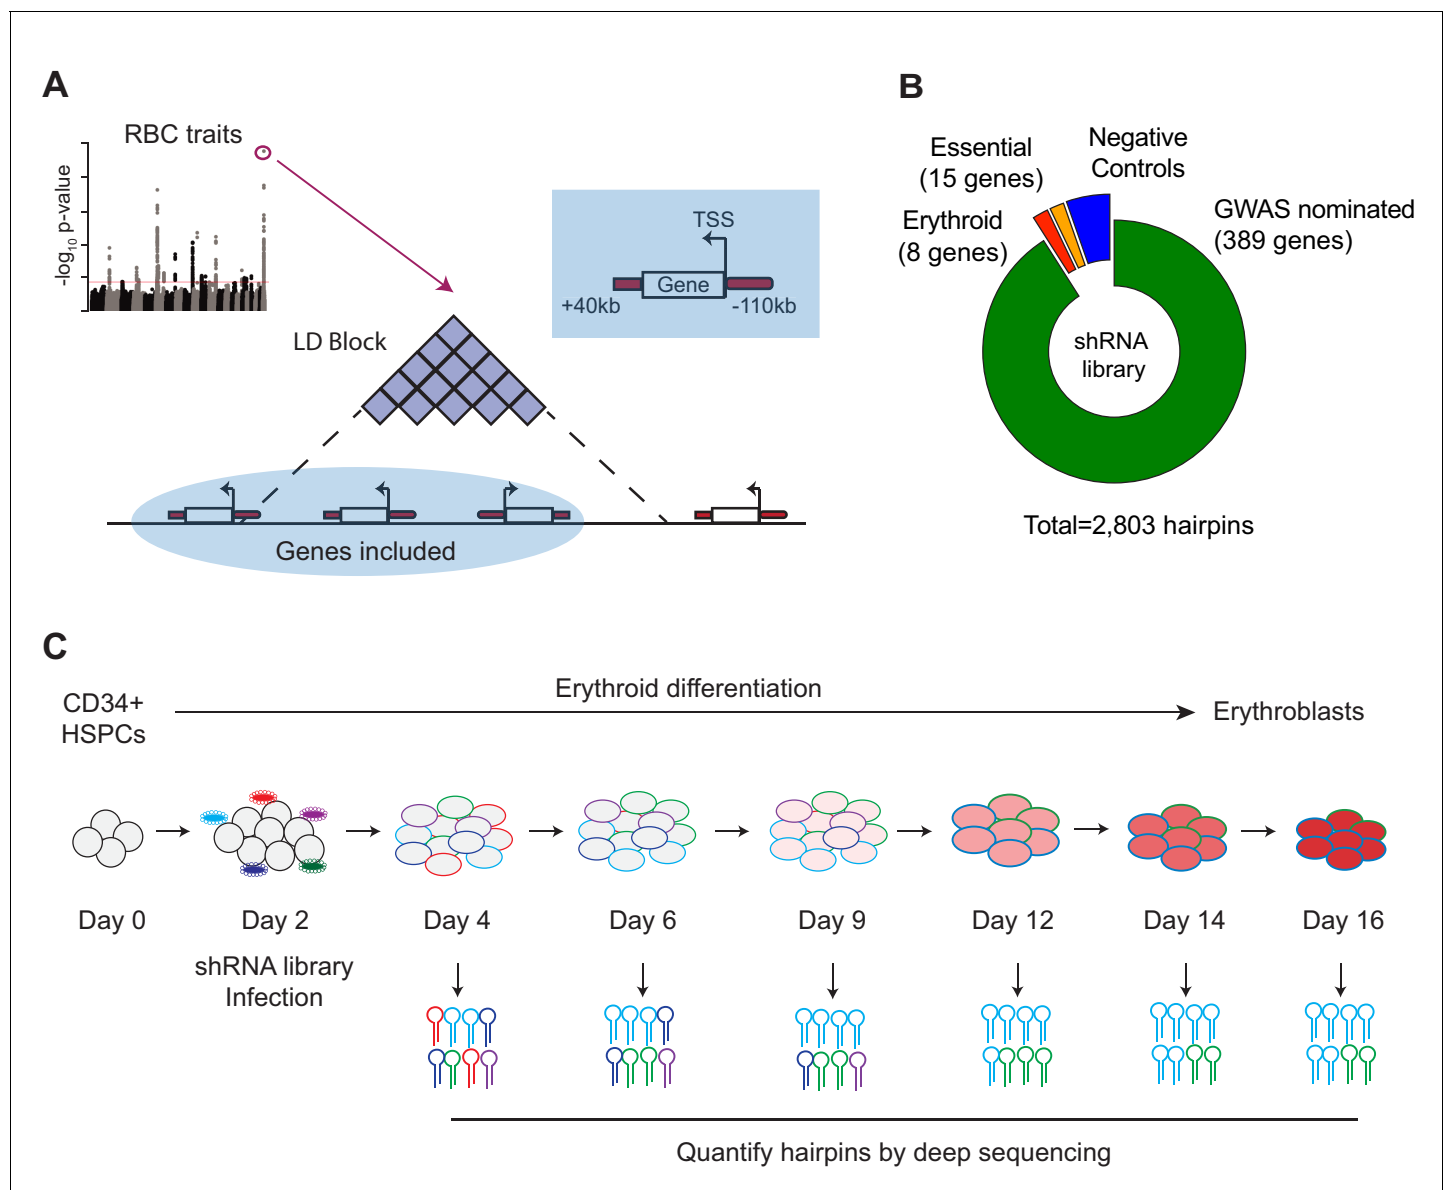 A
RBC traits
-log10 p-value
LD Block
TSS
Gene
+40kb
-110kb
Genes included
B
Essential
(15 genes)
Negative
Controls
Erythroid
(8 genes)
GWAS nominated
(389 genes)
shRNA
library
Total=2,803 hairpins
C
CD34+
HSPCs
Erythroid differentiation
Erythroblasts
Day 0
Day 2
Day 4
Day 6
Day 9
Day 12
Day 14
Day 16
shRNA library
Infection
Quantify hairpins by deep sequencing